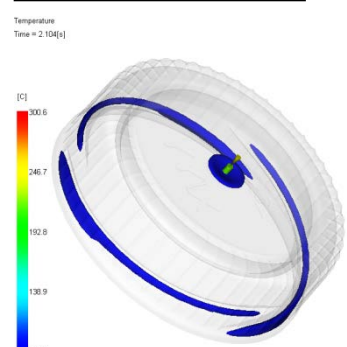 Temperature
Time = 2.104[s]
[C]
300.6
246.7
192.8
138.9